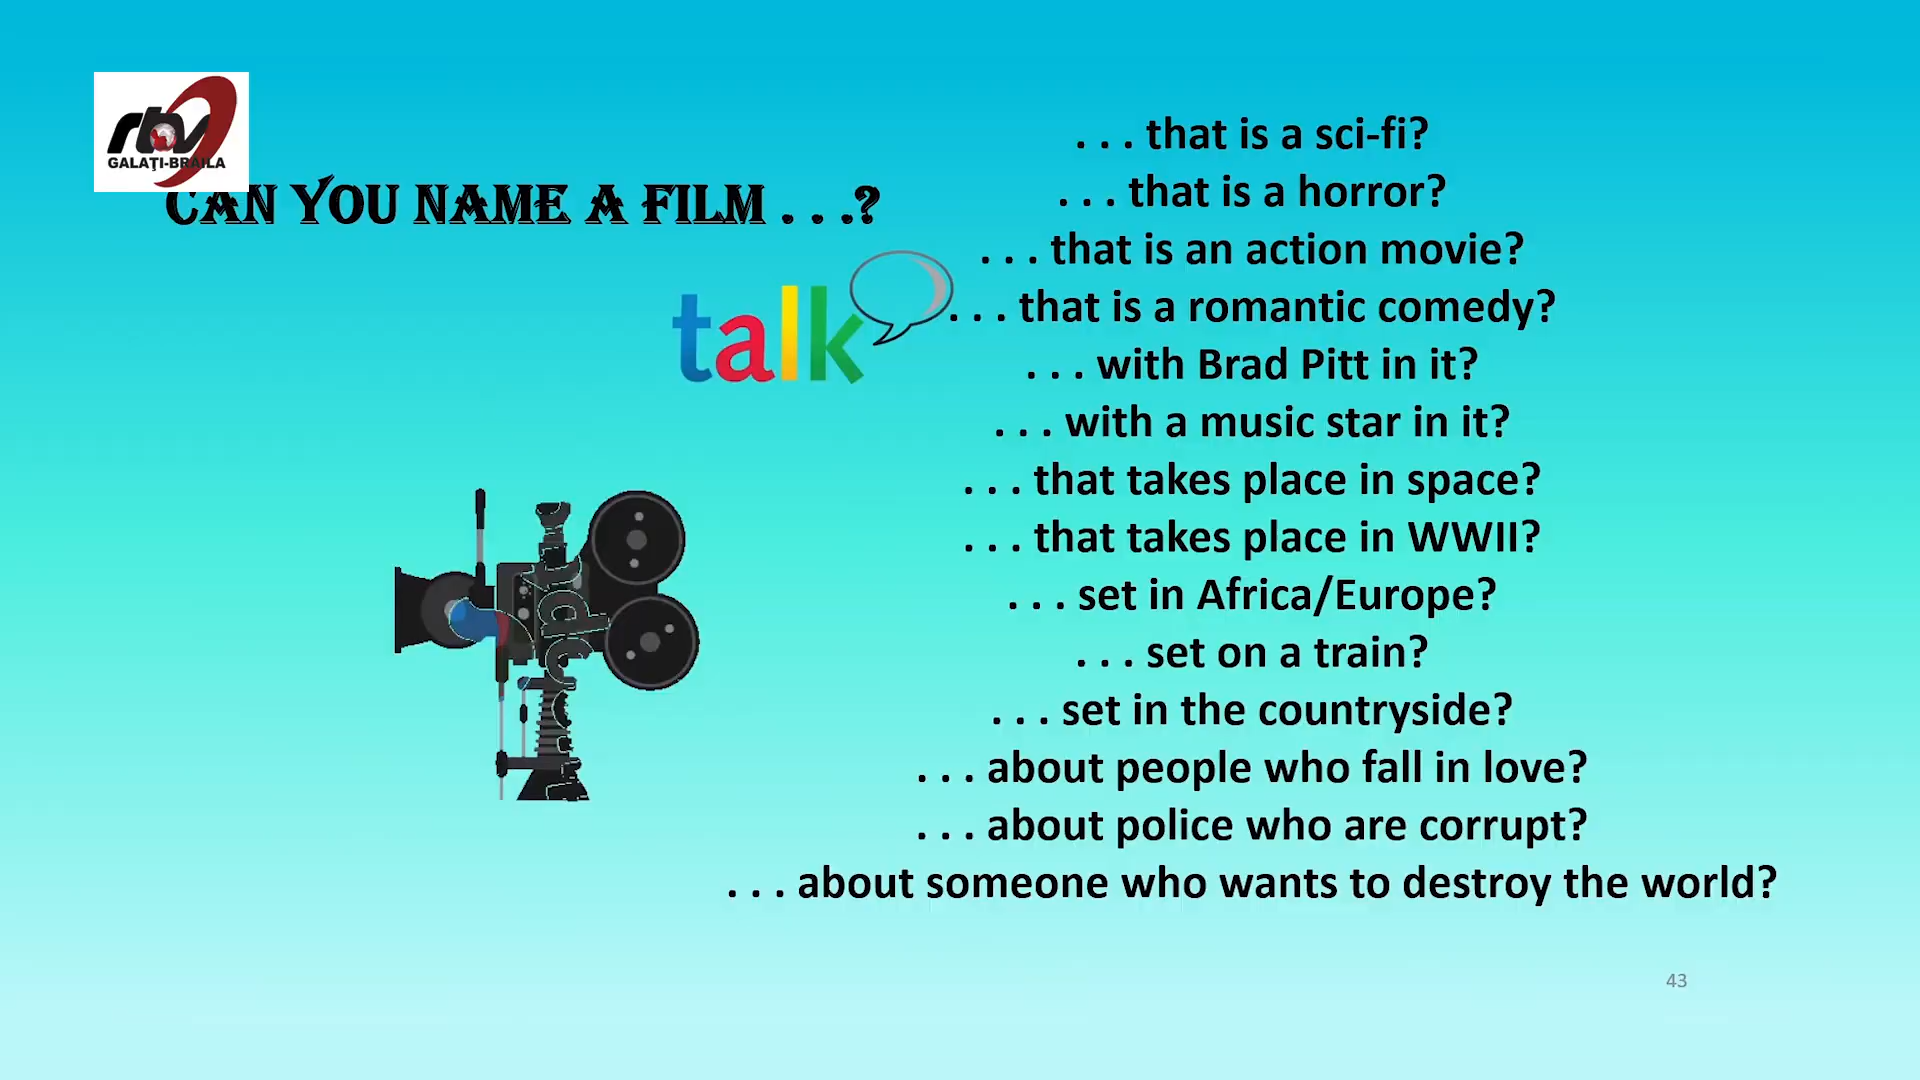 rtv
GALAŢI-BRĂILA
CAN YOU NAME A FILM . . .?
talk
. . . that is a sci-fi?
. . . that is a horror?
. . . that is an action movie?
. . . that is a romantic comedy?
. . . with Brad Pitt in it?
. . . with a music star in it?
. . . that takes place in space?
. . . that takes place in WWII?
. . . set in Africa/Europe?
. . . set on a train?
. . . set in the countryside?
. . . about people who fall in love?
. . . about police who are corrupt?
. . . about someone who wants to destroy the world?
43